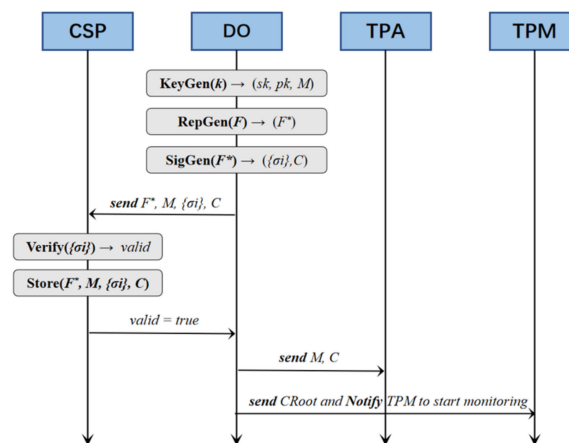 CSP
DO
TPA
TPM
KeyGen(k) → (sk, pk, M)
RepGen(F) → (F*)
SigGen(F*) → ({σi},C)
send F*, M, {σi}, C
Verify({σi}) → valid
Store(F*, M, {σi}, C)
valid = true
send M, C
send CRoot and Notify TPM to start monitoring